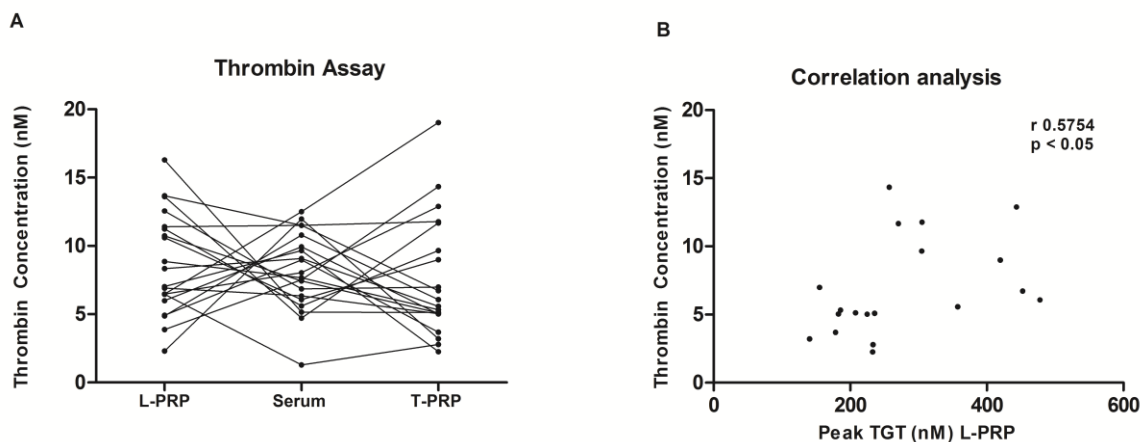 A
Thrombin Assay
Thrombin Concentration (nM)
20
15
10
5
0
L-PRP Serum T-PRP
B
Correlation analysis
r 0.5754
p < 0.05
Thrombin Concentration (nM)
20
15
10
5
0
0 200 400 600
Peak TGT (nM) L-PRP